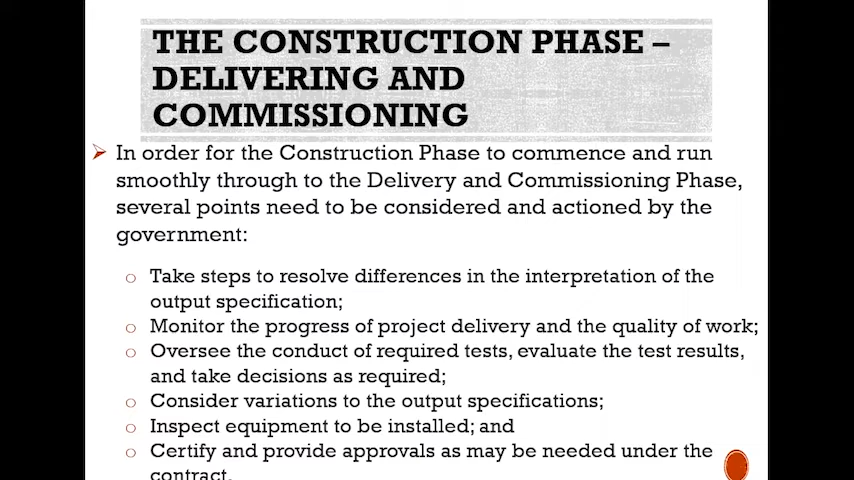 THE CONSTRUCTION PHASE –
DELIVERING AND
COMMISSIONING
In order for the Construction Phase to commence and run
smoothly through to the Delivery and Commissioning Phase,
several points need to be considered and actioned by the
government:
Take steps to resolve differences in the interpretation of the
output specification;
Monitor the progress of project delivery and the quality of work;
Oversee the conduct of required tests, evaluate the test results,
and take decisions as required;
Consider variations to the output specifications;
Inspect equipment to be installed; and
Certify and provide approvals as may be needed under the
contract.